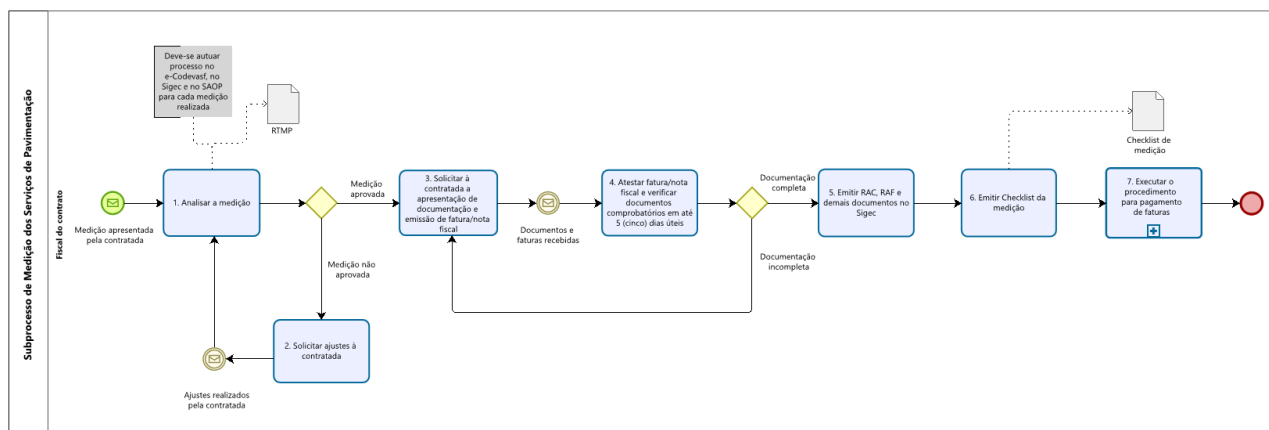 Subprocesso de Medição dos Serviços de Pavimentação
Fiscal do contrato
Deve-se autuar
processo no
e-Codevasf, no
Sigec e no SAOP
para cada medição
realizada
RTMP
Medição apresentada
pela contratada
1. Analisar a medição
Medição
aprovada
Medição não
aprovada
2. Solicitar ajustes à
contratada
Ajustes realizados
pela contratada
3. Solicitar à
contratada a
apresentação de
documentação e
emissão de fatura/nota
fiscal
Documentos e
faturas recebidas
4. Atestar fatura/nota
fiscal e verificar
documentos
comprobatórios em até
5 (cinco) dias úteis
Documentação
completa
Documentação
incompleta
5. Emitir RAC, RAF e
demais documentos no
Sigec
6. Emitir Checklist da
medição
Checklist de
medição
7. Executar o
procedimento
para pagamento
de faturas